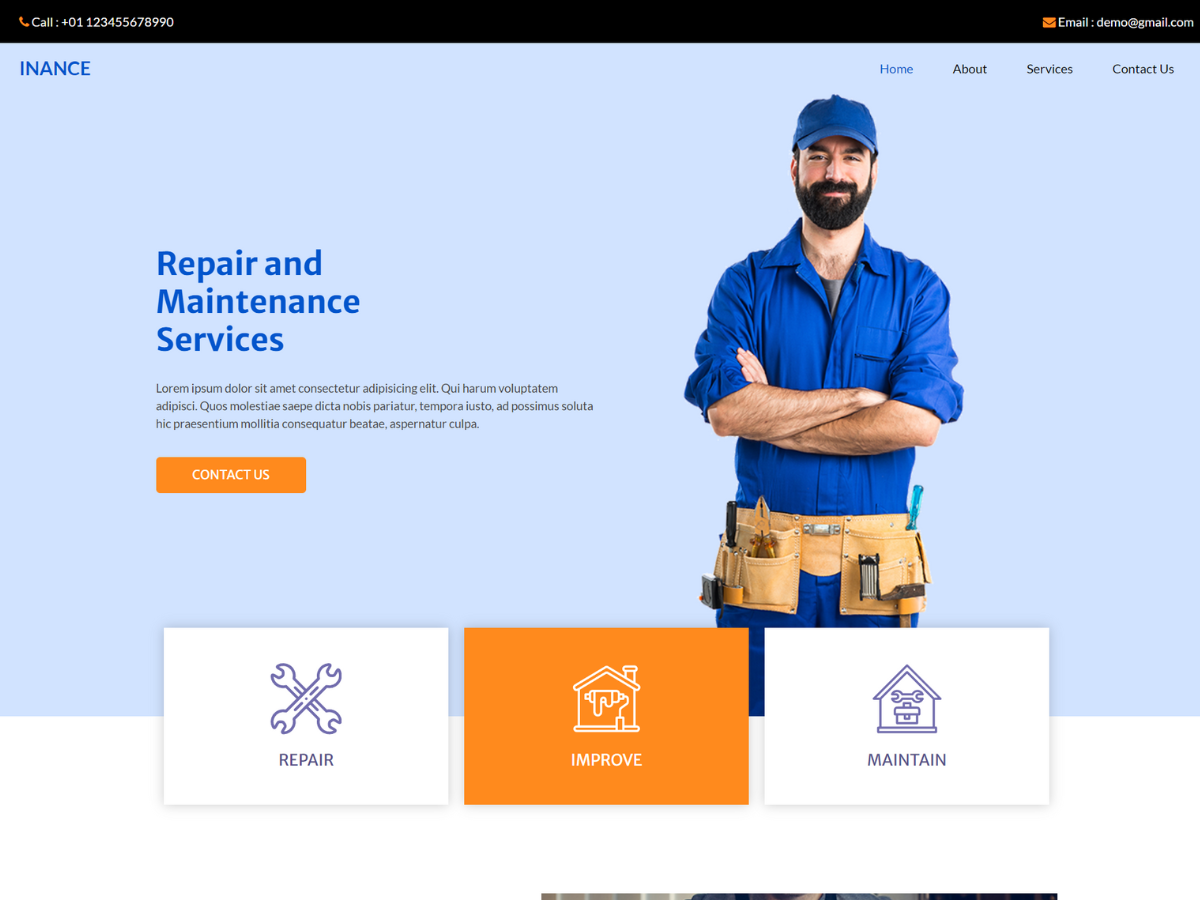 Call : +01 123455678990
Email : demo@gmail.com
INANCE
Home
About
Services
Contact Us
Repair and
Maintenance
Services
Lorem ipsum dolor sit amet consectetur adipisicing elit. Qui harum voluptatem
adipisci. Quos molestiae saepe dicta nobis pariatur, tempora iusto, ad possimus soluta
hic praesentium mollitia consequatur beatae, aspernatur culpa.
CONTACT US
REPAIR
IMPROVE
MAINTAIN